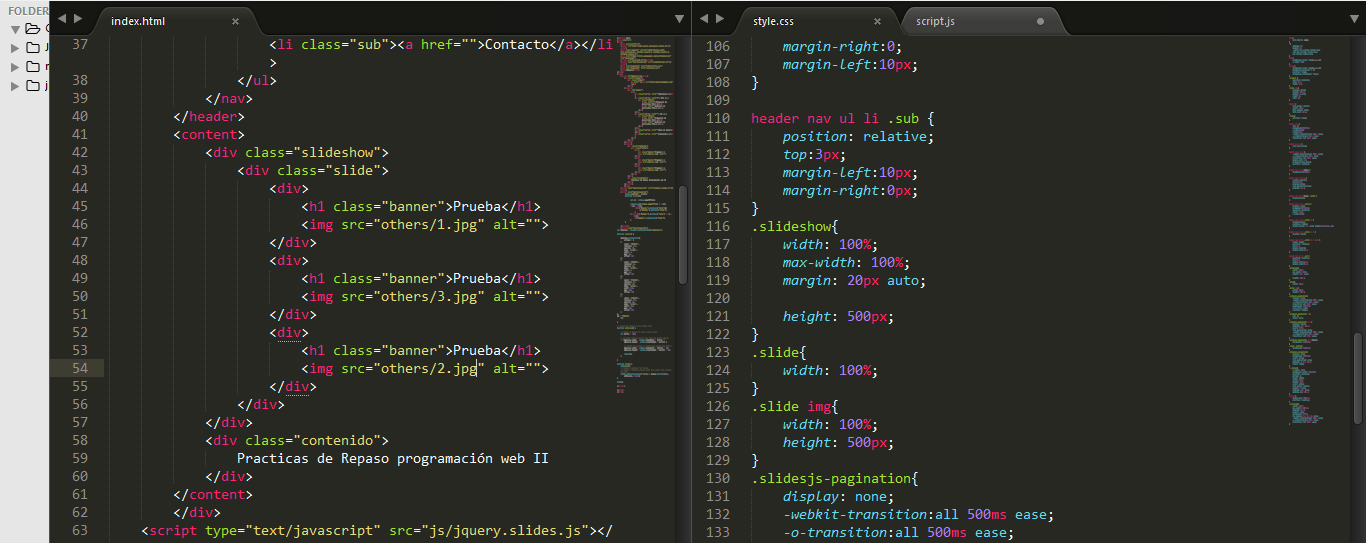 FOLDER
index.html ×
style.css × script.js
37 <li class="sub"><a href="">Contacto</a></li
>
38 </ul>
39 </nav>
40 </header>
41 <content>
42 <div class="slideshow">
43 <div class="slide">
44 <div>
45 <h1 class="banner">Prueba</h1>
46 <img src="others/1.jpg" alt="">
47 </div>
48 <div>
49 <h1 class="banner">Prueba</h1>
50 <img src="others/3.jpg" alt="">
51 </div>
52 <div>
53 <h1 class="banner">Prueba</h1>
54 <img src="others/2.jpg" alt="">
55 </div>
56 </div>
57 </div>
58 <div class="contenido">
59 Practicas de Repaso programación web II
60 </div>
61 </content>
62 </div>
63 <script type="text/javascript" src="js/jquery.slides.js"></
106 margin-right:0;
107 margin-left:10px;
108 }
109
110 header nav ul li .sub {
111 position: relative;
112 top:3px;
113 margin-left:10px;
114 margin-right:0px;
115 }
116 .slideshow{
117 width: 100%;
118 max-width: 100%;
119 margin: 20px auto;
120
121 height: 500px;
122 }
123 .slide{
124 width: 100%;
125 }
126 .slide img{
127 width: 100%;
128 height: 500px;
129 }
130 .slidesjs-pagination{
131 display: none;
132 -webkit-transition:all 500ms ease;
133 -o-transition:all 500ms ease;